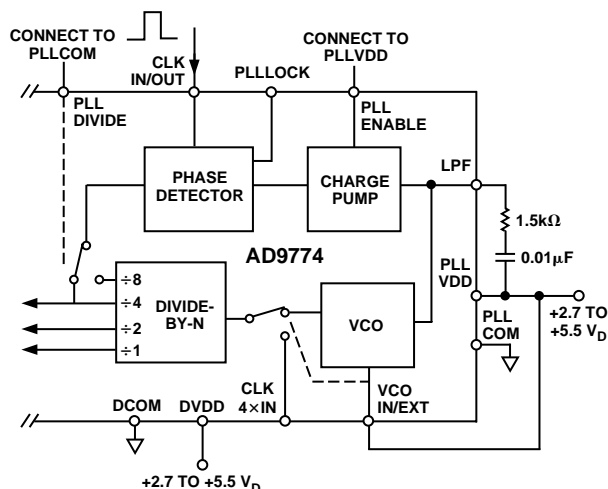 CONNECT TO
PLLCOM
CLK
IN/OUT
PLLLOCK
CONNECT TO
PLLVDD
PLL
DIVIDE
PLL
ENABLE
LPF
PHASE
DETECTOR
CHARGE
PUMP
1.5kΩ
0.01μF
AD9774
PLL
VDD
÷8
÷4
÷2
÷1
DIVIDE-
BY-N
VCO
PLL
COM
+2.7 TO
+5.5 VD
CLK
4×IN
VCO
IN/EXT
DCOM
DVDD
+2.7 TO +5.5 VD